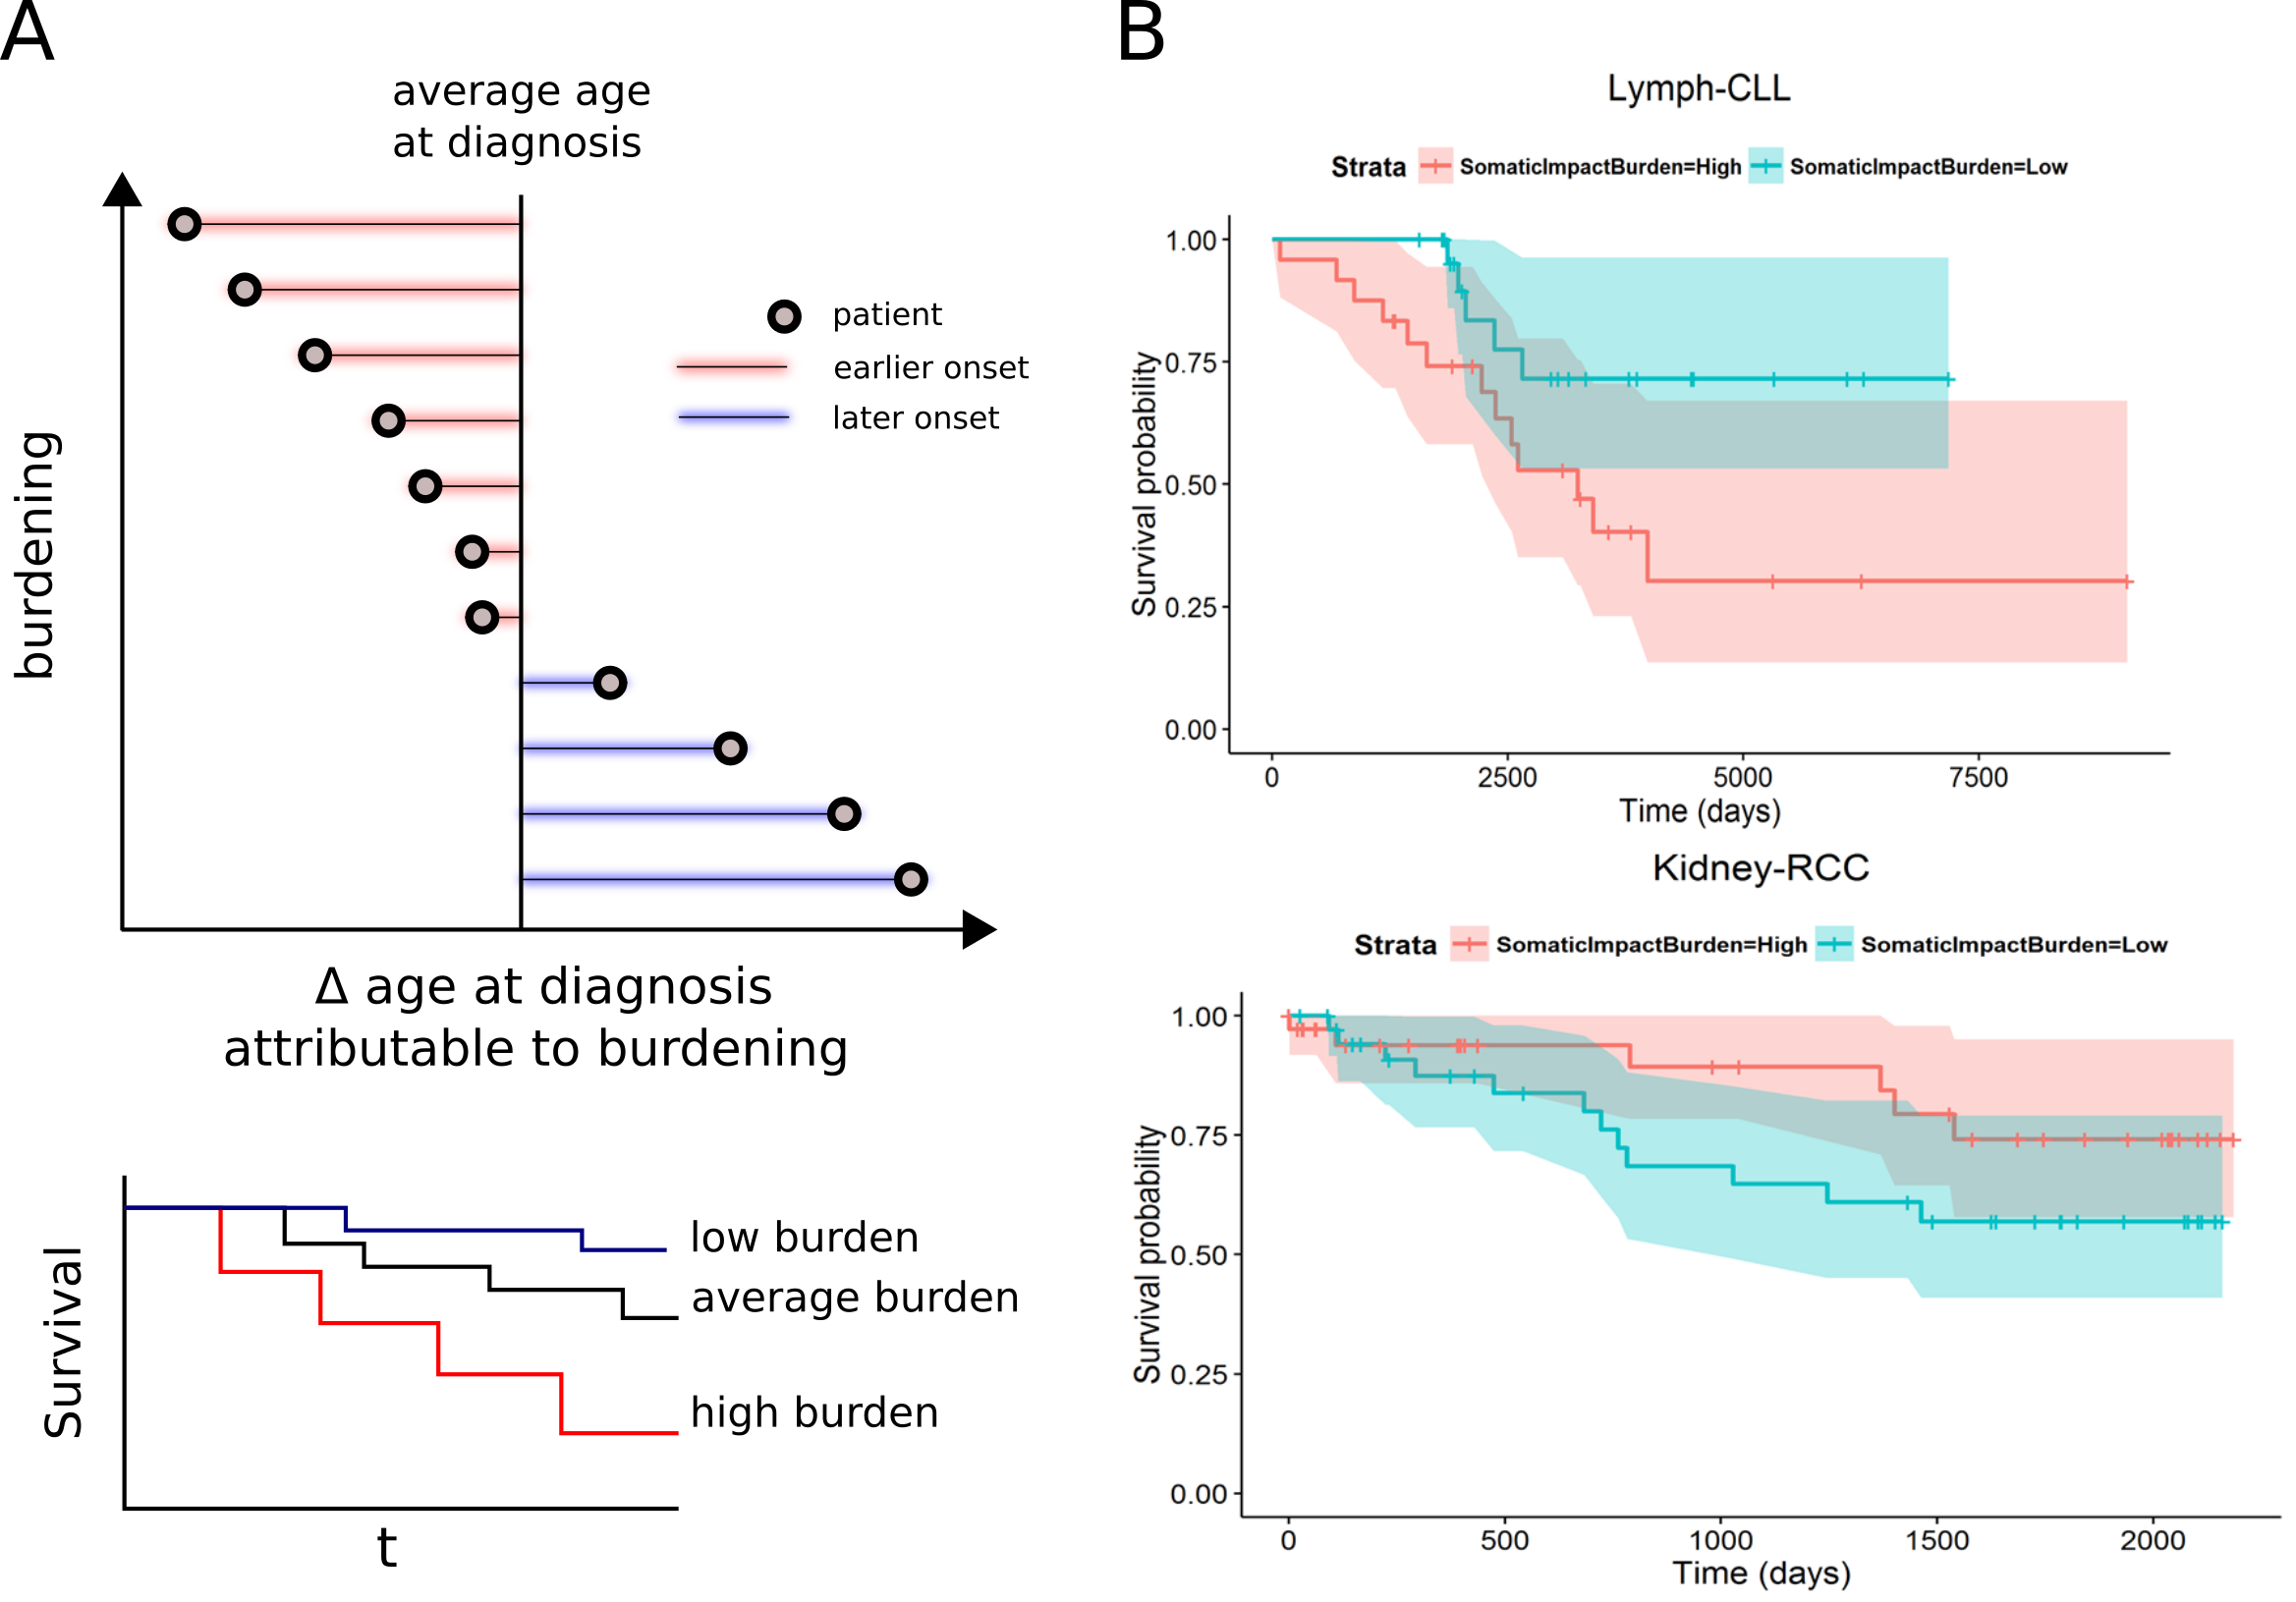 A
average age
at diagnosis
burdening
patient
earlier onset
later onset
Δ age at diagnosis
attributable to burdening
Survival
low burden
average burden
high burden
t
B
Lymph-CLL
Strata SomaticImpactBurden=High SomaticImpactBurden=Low
Survival probability
1.00
0.75
0.50
0.25
0.00
0 2500 5000 7500
Time (days)
Kidney-RCC
Strata SomaticImpactBurden=High SomaticImpactBurden=Low
Survival probability
1.00
0.75
0.50
0.25
0.00
0 500 1000 1500 2000
Time (days)